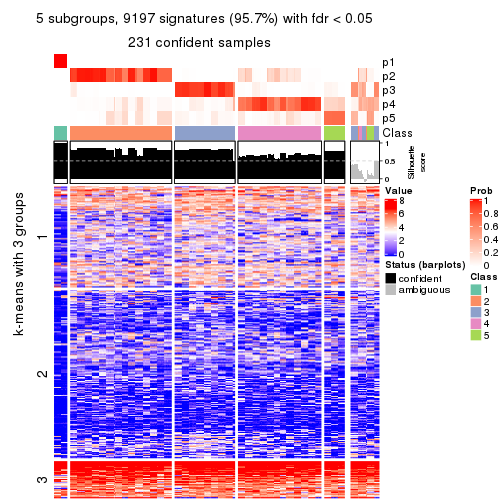 5 subgroups, 9197 signatures (95.7%) with fdr < 0.05
231 confident samples
p1
p2
p3
p4
p5
Class
1
0.5
0
Silhouette
score
k-means with 3 groups
1
2
3
Value
8
6
4
2
0
Status (barplots)
confident
ambiguous
Prob
1
0.8
0.6
0.4
0.2
0
Class
1
2
3
4
5